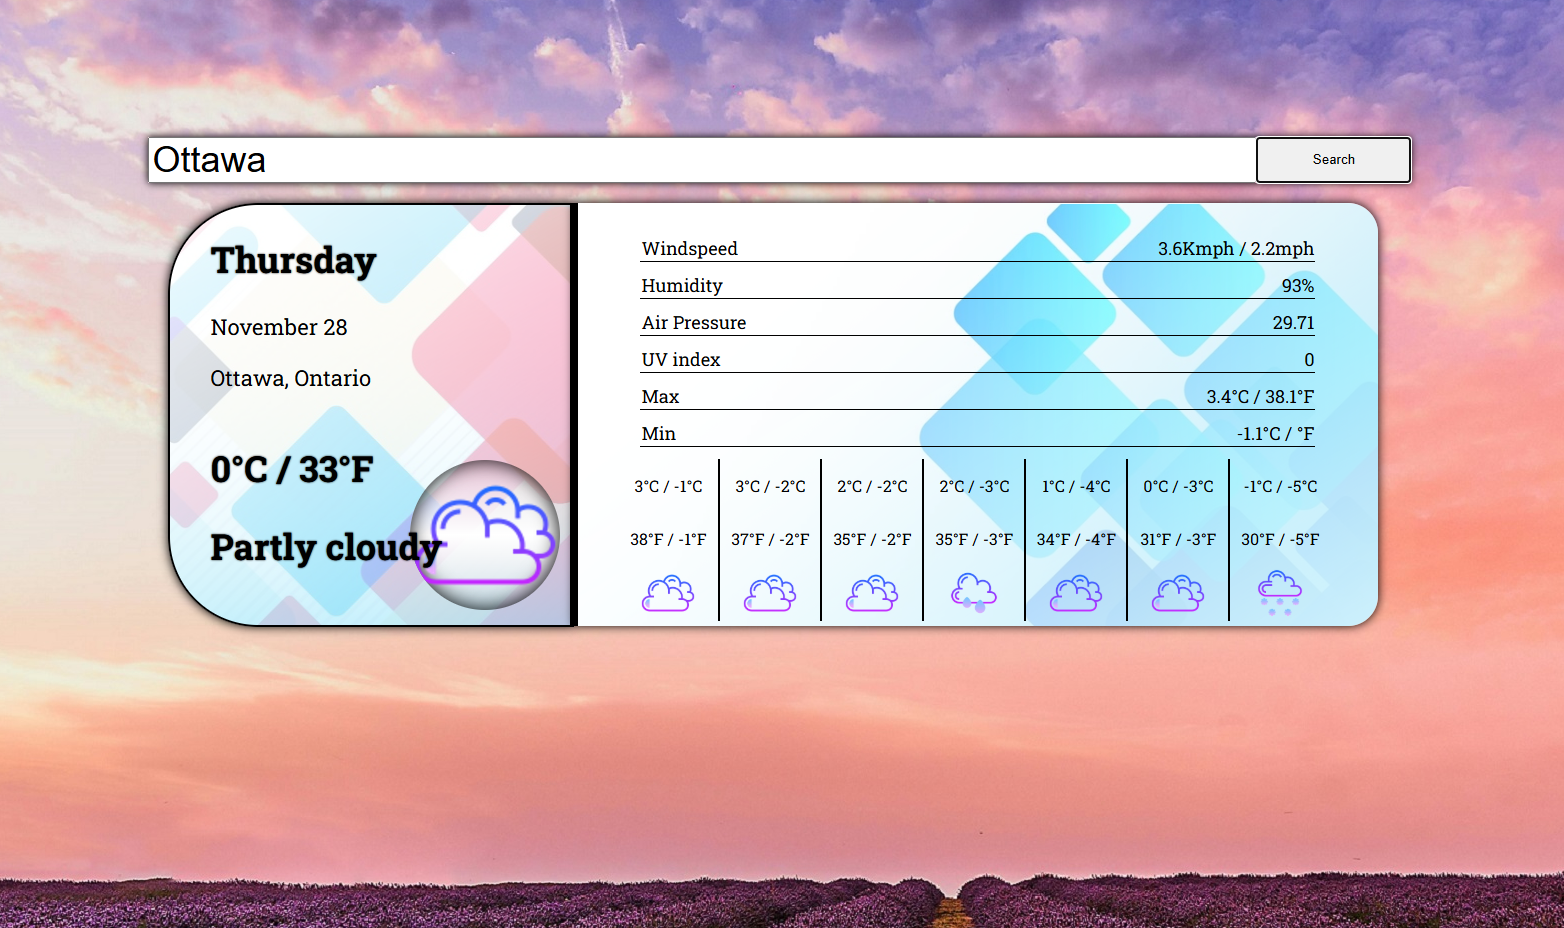 Ottawa
Search
Thursday
November 28
Ottawa, Ontario
0°C / 33°F
Partly cloudy
Windspeed 3.6Kmph / 2.2mph
Humidity 93%
Air Pressure 29.71
UV index 0
Max 3.4°C / 38.1°F
Min -1.1°C / °F
3°C / -1°C 3°C / -2°C 2°C / -2°C 2°C / -3°C 1°C / -4°C 0°C / -3°C -1°C / -5°C
38°F / -1°F 37°F / -2°F 35°F / -2°F 35°F / -3°F 34°F / -4°F 31°F / -3°F 30°F / -5°F